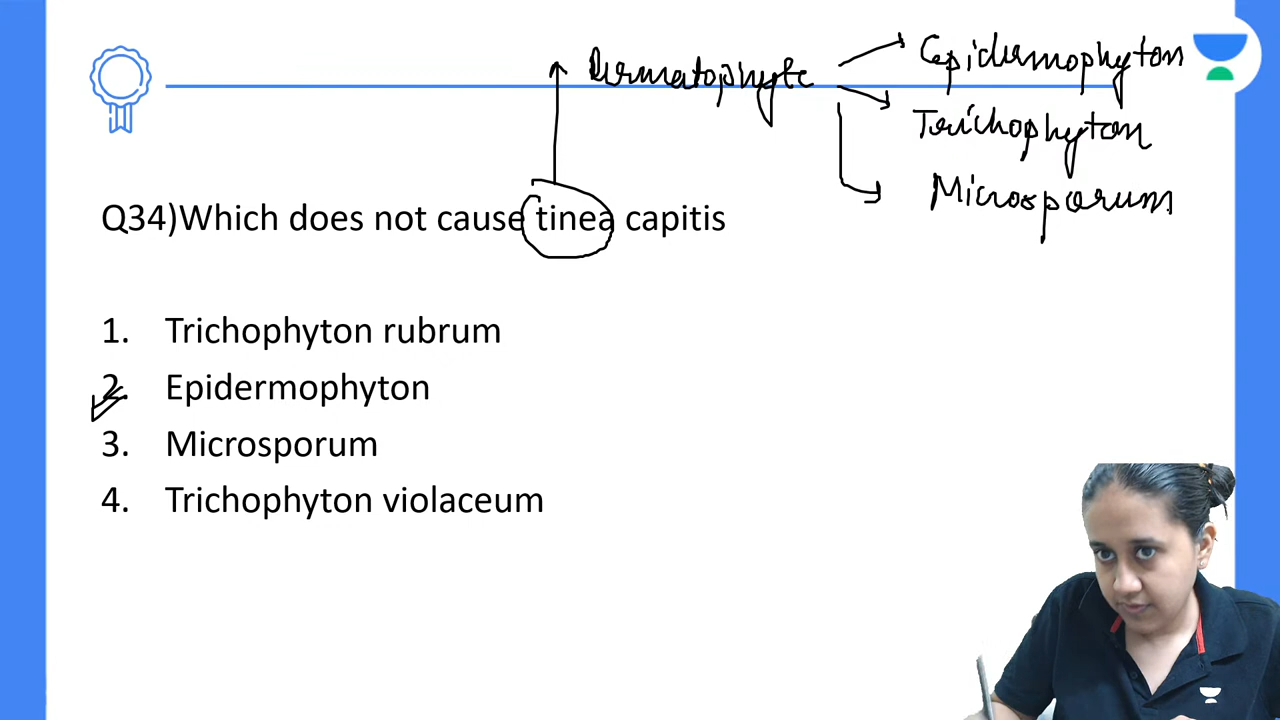 Dermatophyte
Epidermophyton
Trichophyton
Microsporum
Q34)Which does not cause tinea capitis
1. Trichophyton rubrum
2. Epidermophyton
3. Microsporum
4. Trichophyton violaceum